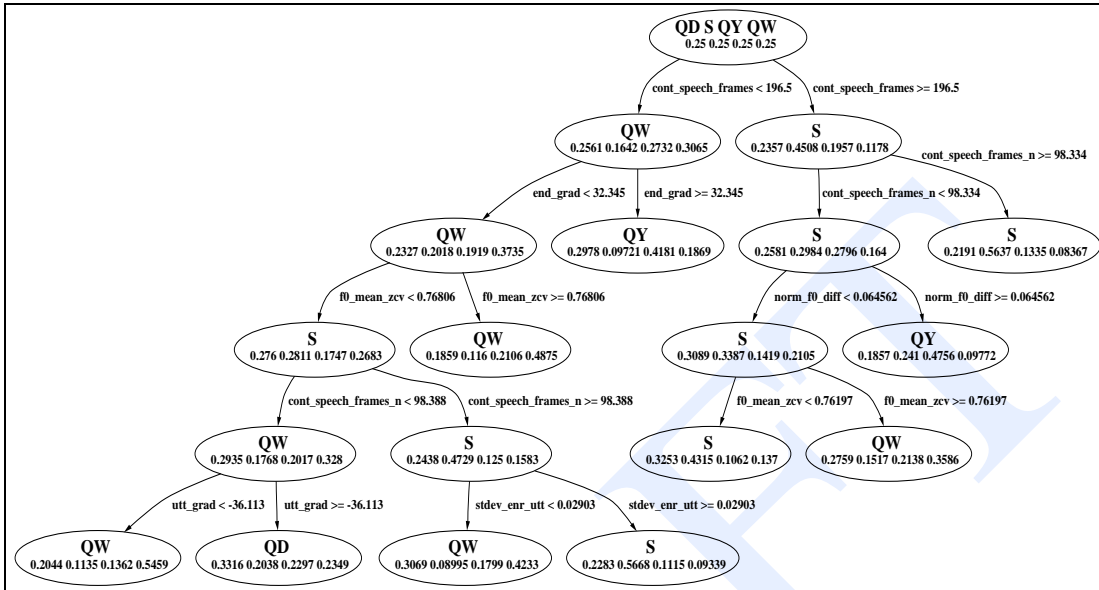 QD S QY QW
0.25 0.25 0.25 0.25
cont_speech_frames < 196.5
cont_speech_frames >= 196.5
QW
0.2561 0.1642 0.2732 0.3065
S
0.2357 0.4508 0.1957 0.1178
cont_speech_frames_n >= 98.334
end_grad < 32.345
end_grad >= 32.345
cont_speech_frames_n < 98.334
QW
0.2327 0.2018 0.1919 0.3735
QY
0.2978 0.09721 0.4181 0.1869
S
0.2581 0.2984 0.2796 0.164
S
0.2191 0.5637 0.1335 0.08367
f0_mean_zcv < 0.76806
f0_mean_zcv >= 0.76806
norm_f0_diff < 0.064562
norm_f0_diff >= 0.064562
S
0.276 0.2811 0.1747 0.2683
QW
0.1859 0.116 0.2106 0.4875
S
0.3089 0.3387 0.1419 0.2105
QY
0.1857 0.241 0.4756 0.09772
cont_speech_frames_n < 98.388
cont_speech_frames_n >= 98.388
f0_mean_zcv < 0.76197
f0_mean_zcv >= 0.76197
QW
0.2935 0.1768 0.2017 0.328
S
0.2438 0.4729 0.125 0.1583
S
0.3253 0.4315 0.1062 0.137
QW
0.2759 0.1517 0.2138 0.3586
utt_grad < -36.113
utt_grad >= -36.113
stdev_enr_utt < 0.02903
stdev_enr_utt >= 0.02903
QW
0.2044 0.1135 0.1362 0.5459
QD
0.3316 0.2038 0.2297 0.2349
QW
0.3069 0.08995 0.1799 0.4233
S
0.2283 0.5668 0.1115 0.09339
FT